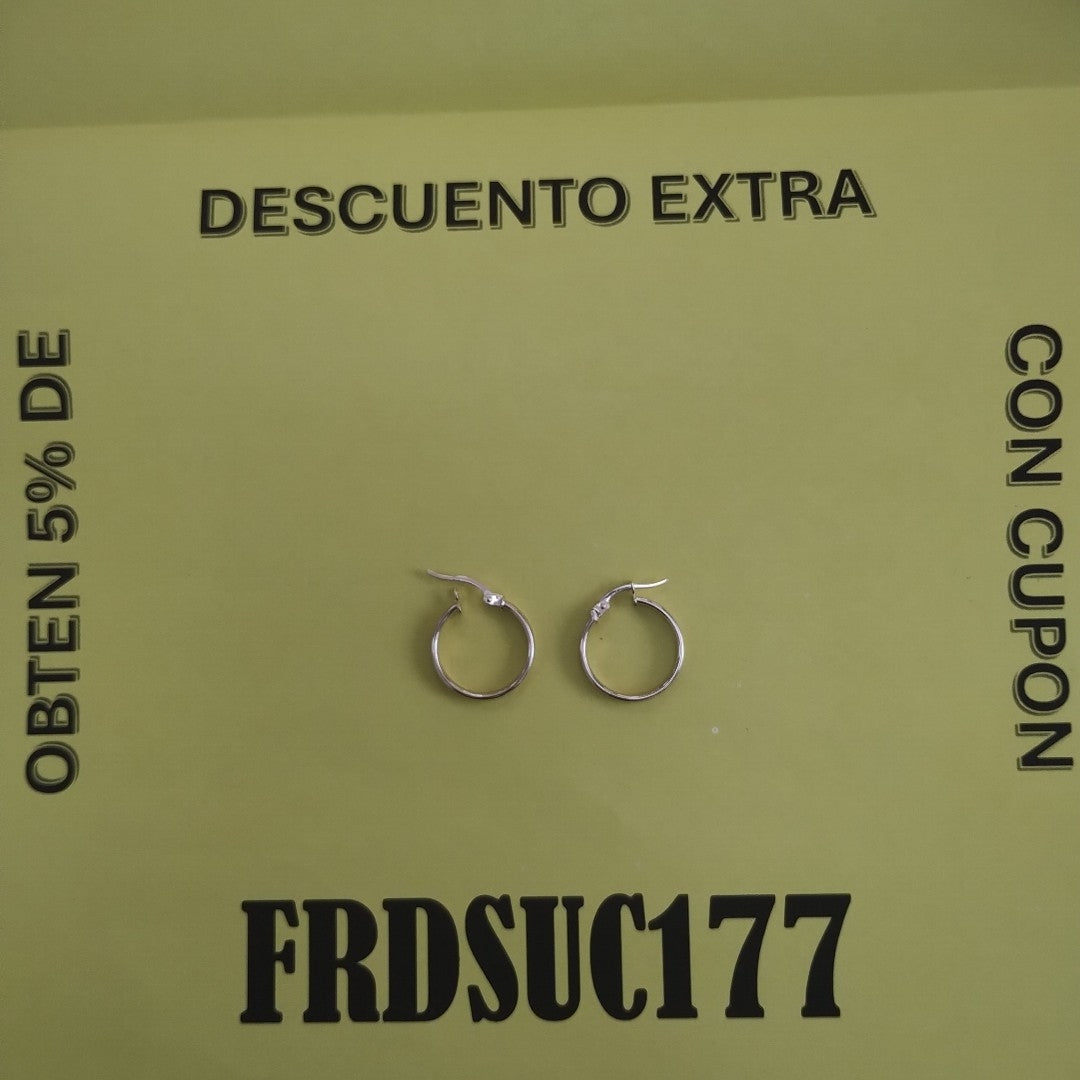 OBTEN 5% DE
DESCUENTO EXTRA
CON CUPON
FRDSUC177